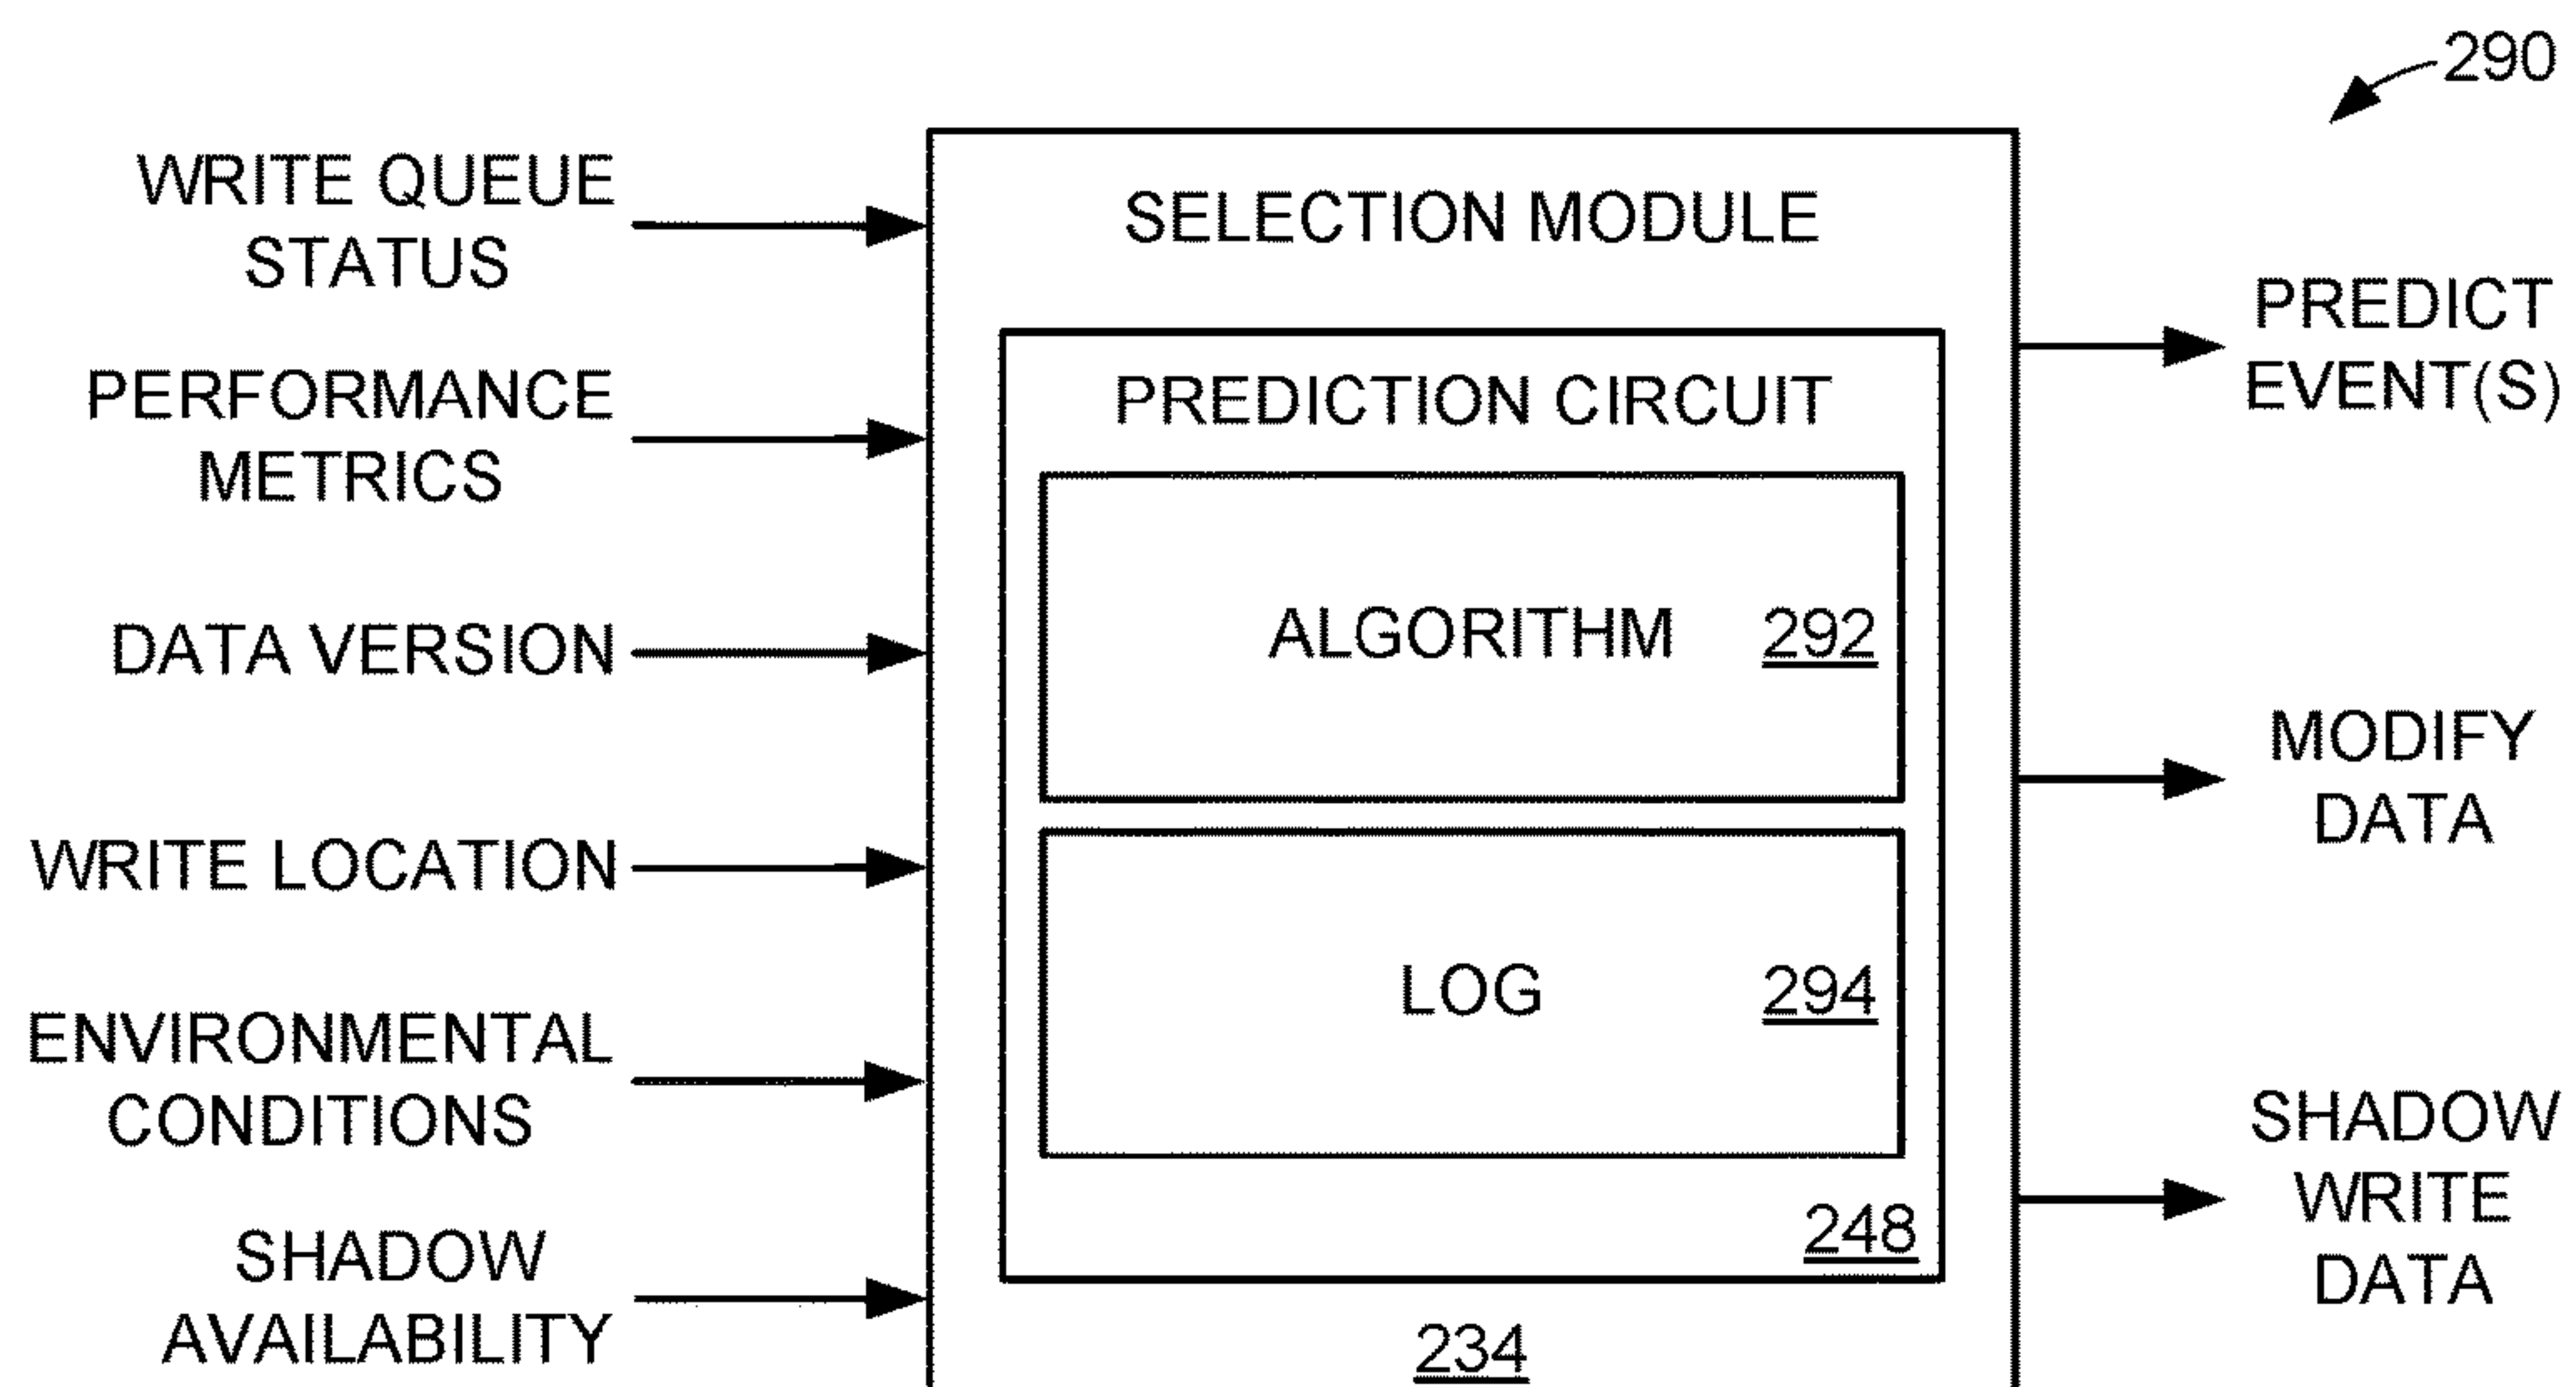 290
WRITE QUEUE
STATUS
PERFORMANCE
METRICS
DATA VERSION
WRITE LOCATION
ENVIRONMENTAL
CONDITIONS
SHADOW
AVAILABILITY
SELECTION MODULE
PREDICTION CIRCUIT
ALGORITHM 292
LOG 294
248
234
PREDICT
EVENT(S)
MODIFY
DATA
SHADOW
WRITE
DATA